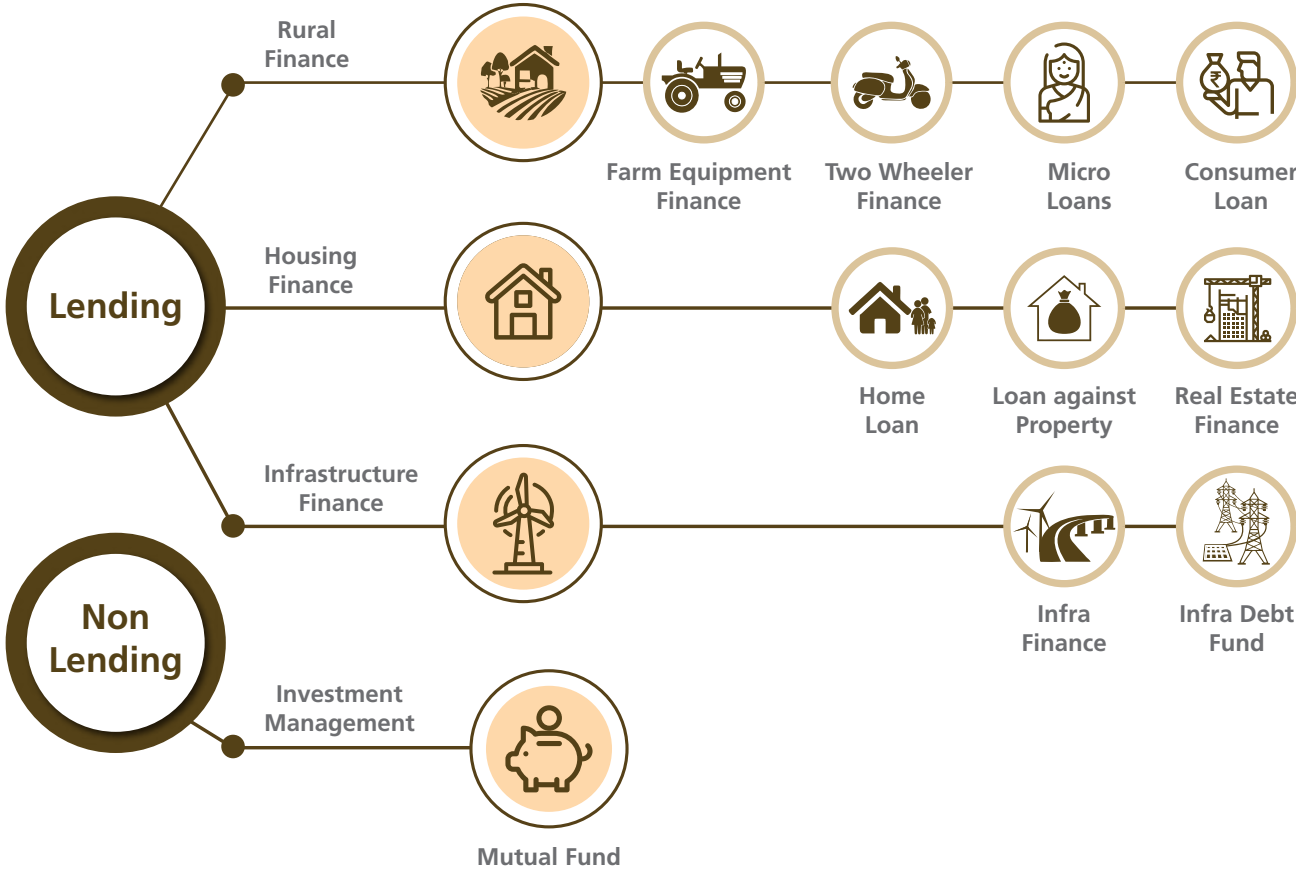 Rural
Finance
Farm Equipment
Finance
Two Wheeler
Finance
Micro
Loans
₹
Consumer
Loan
Lending
Housing
Finance
Home
Loan
Loan against
Property
Real Estate
Finance
Infrastructure
Finance
Infra
Finance
Infra Debt
Fund
Non
Lending
Investment
Management
Mutual Fund